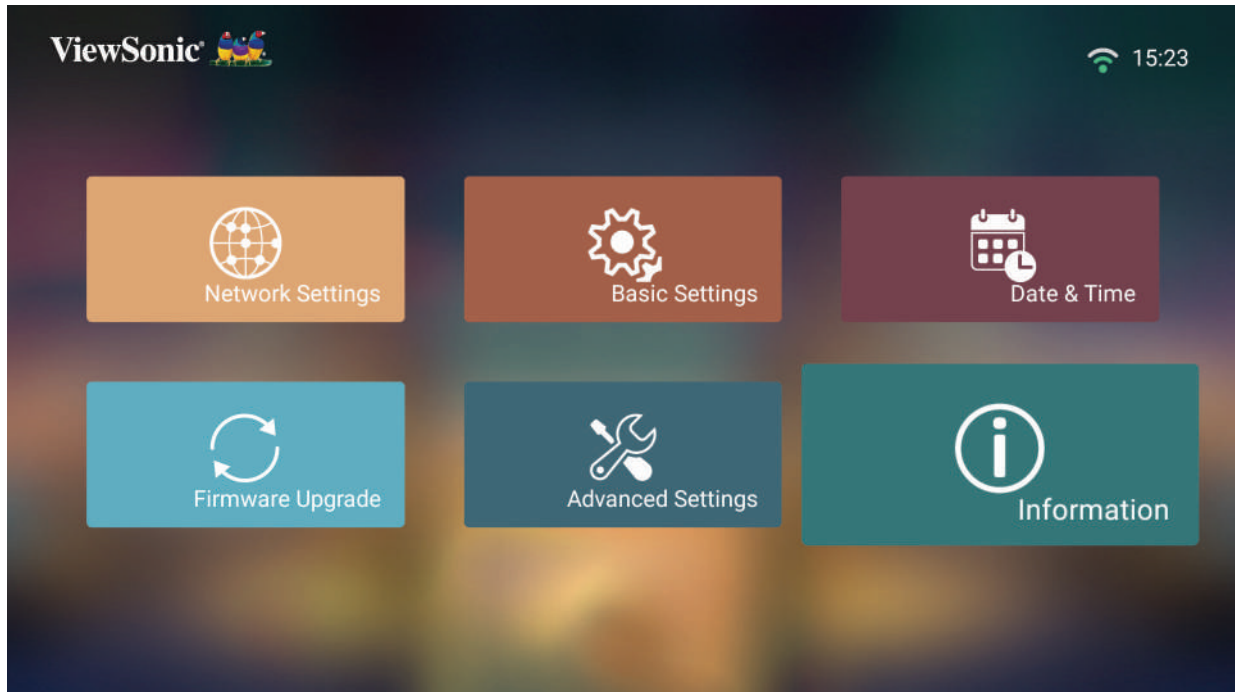 ViewSonic®
15:23
Network Settings
Basic Settings
Date & Time
Firmware Upgrade
Advanced Settings
Information